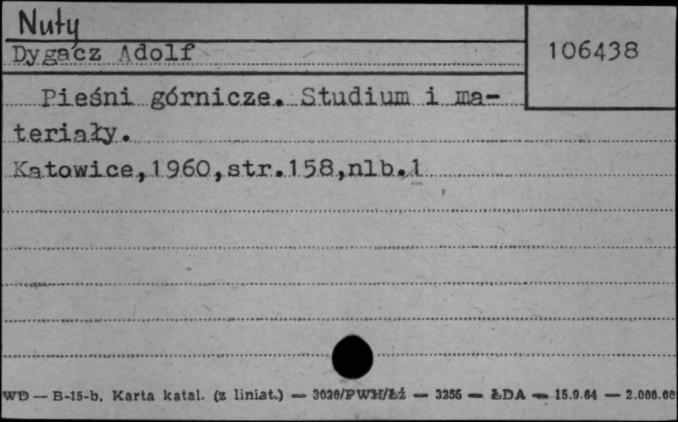 Nuty
Dygacz Adolf
106438
Pieśni górnicze. Studium i ma-
teriały.
Katowice,1960,str.158,nlb.1
WD — B-15-b. Karta katal. (z liniat.) — 3020/PWH/Łż — 3255 — ŁDA — 15.9.64 — 2.000.00